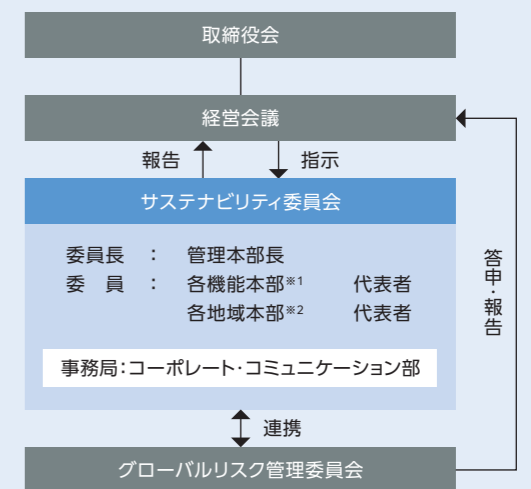 取締役会
経営会議
報告
指示
サステナビリティ委員会
委員長 ： 管理本部長
委　員 ： 各機能本部※1 代表者
各地域本部※2 代表者
事務局：コーポレート・コミュニケーション部
連携
グローバルリスク管理委員会
答申・報告